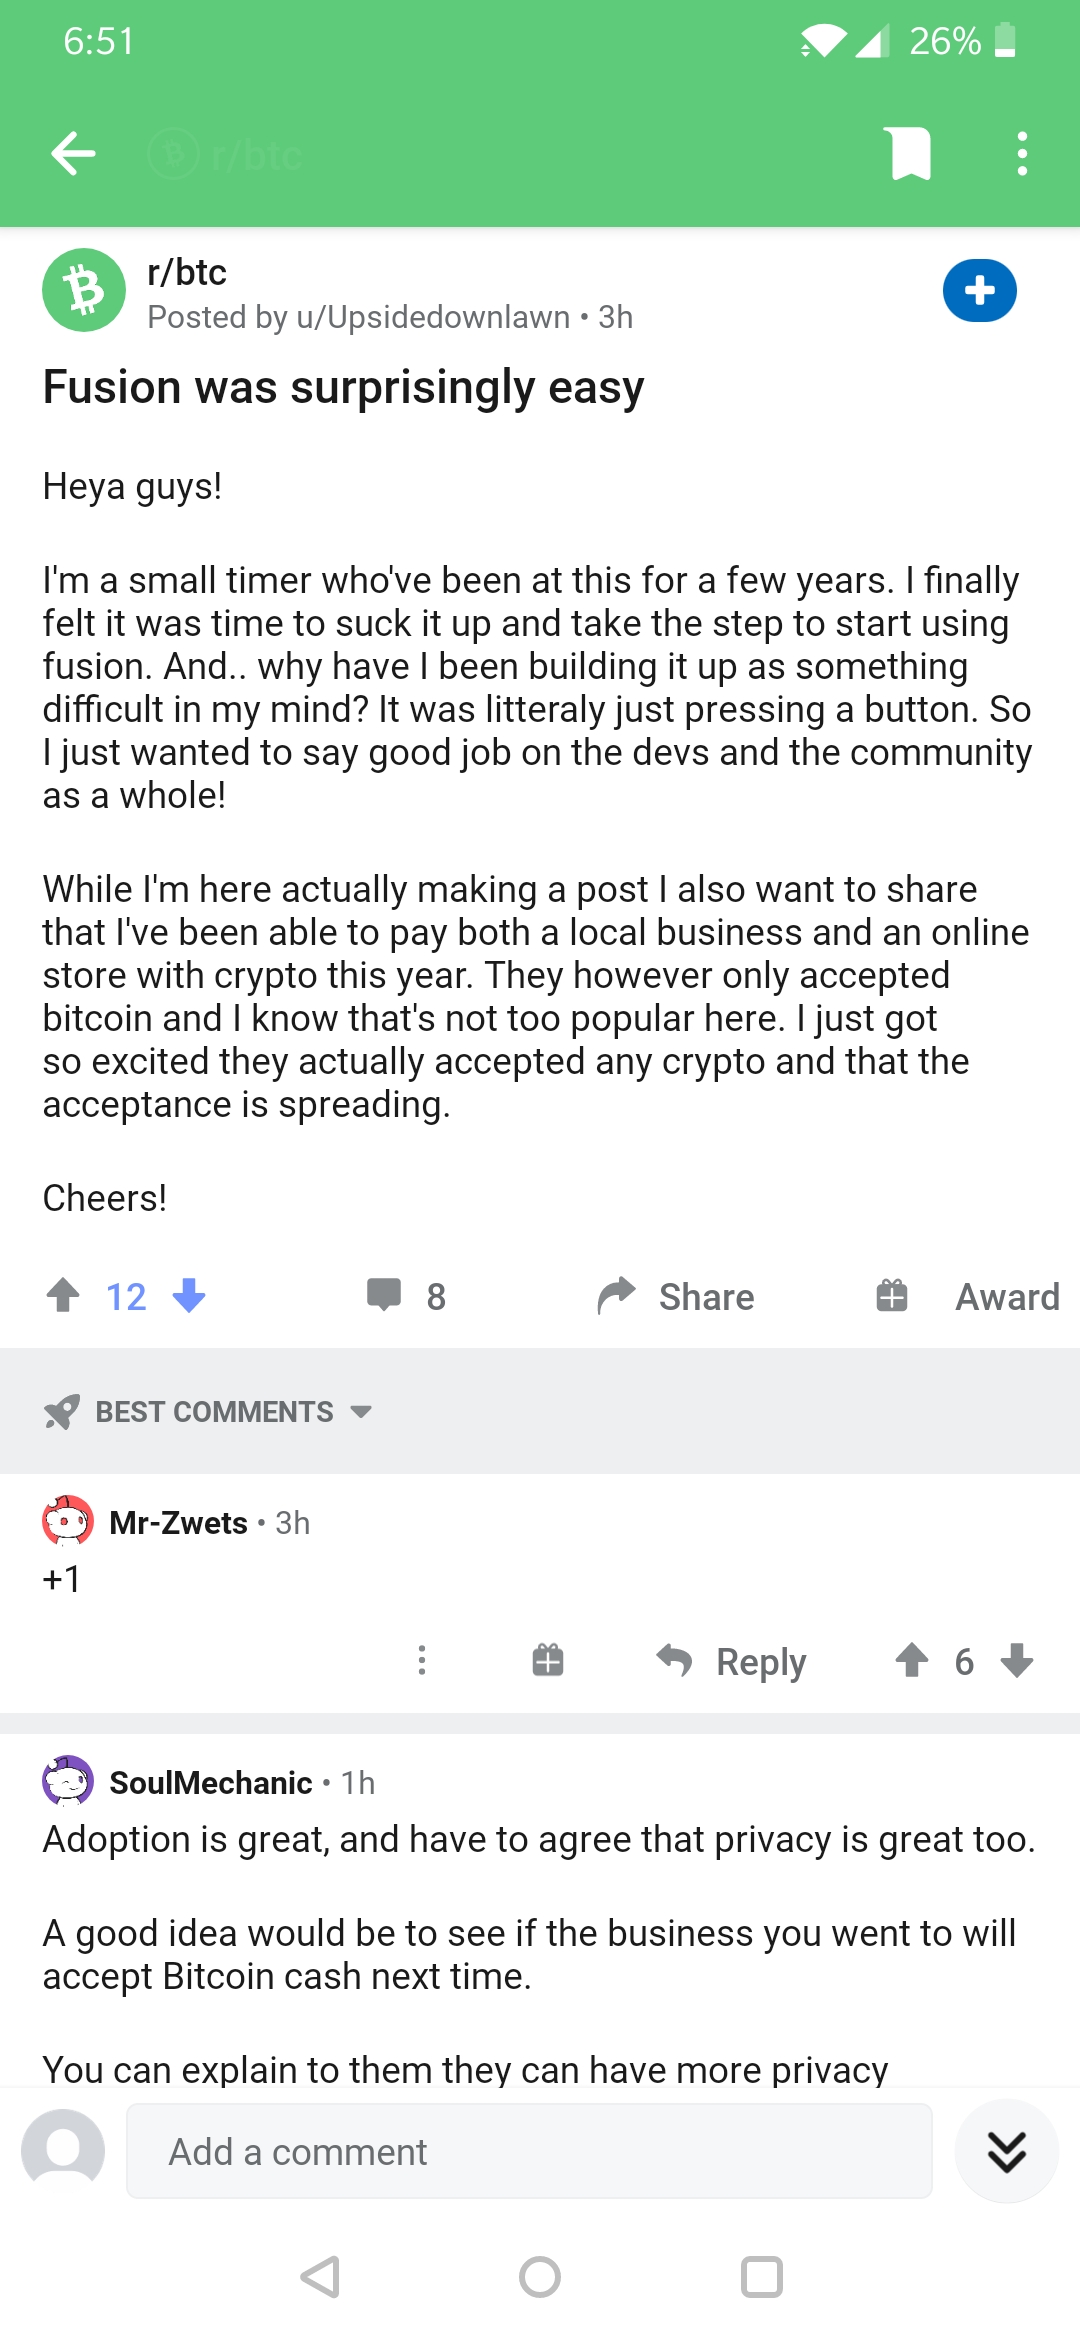 6:51
26%
r/btc
r/btc
Posted by u/Upsidedownlawn • 3h
Fusion was surprisingly easy
Heya guys!
I'm a small timer who've been at this for a few years. I finally
felt it was time to suck it up and take the step to start using
fusion. And.. why have I been building it up as something
difficult in my mind? It was litteraly just pressing a button. So
I just wanted to say good job on the devs and the community
as a whole!
While I'm here actually making a post I also want to share
that I've been able to pay both a local business and an online
store with crypto this year. They however only accepted
bitcoin and I know that's not too popular here. I just got
so excited they actually accepted any crypto and that the
acceptance is spreading.
Cheers!
12 8 Share Award
BEST COMMENTS
Mr-Zwets • 3h
+1
Reply 6
SoulMechanic • 1h
Adoption is great, and have to agree that privacy is great too.
A good idea would be to see if the business you went to will
accept Bitcoin cash next time.
You can explain to them they can have more privacy
Add a comment